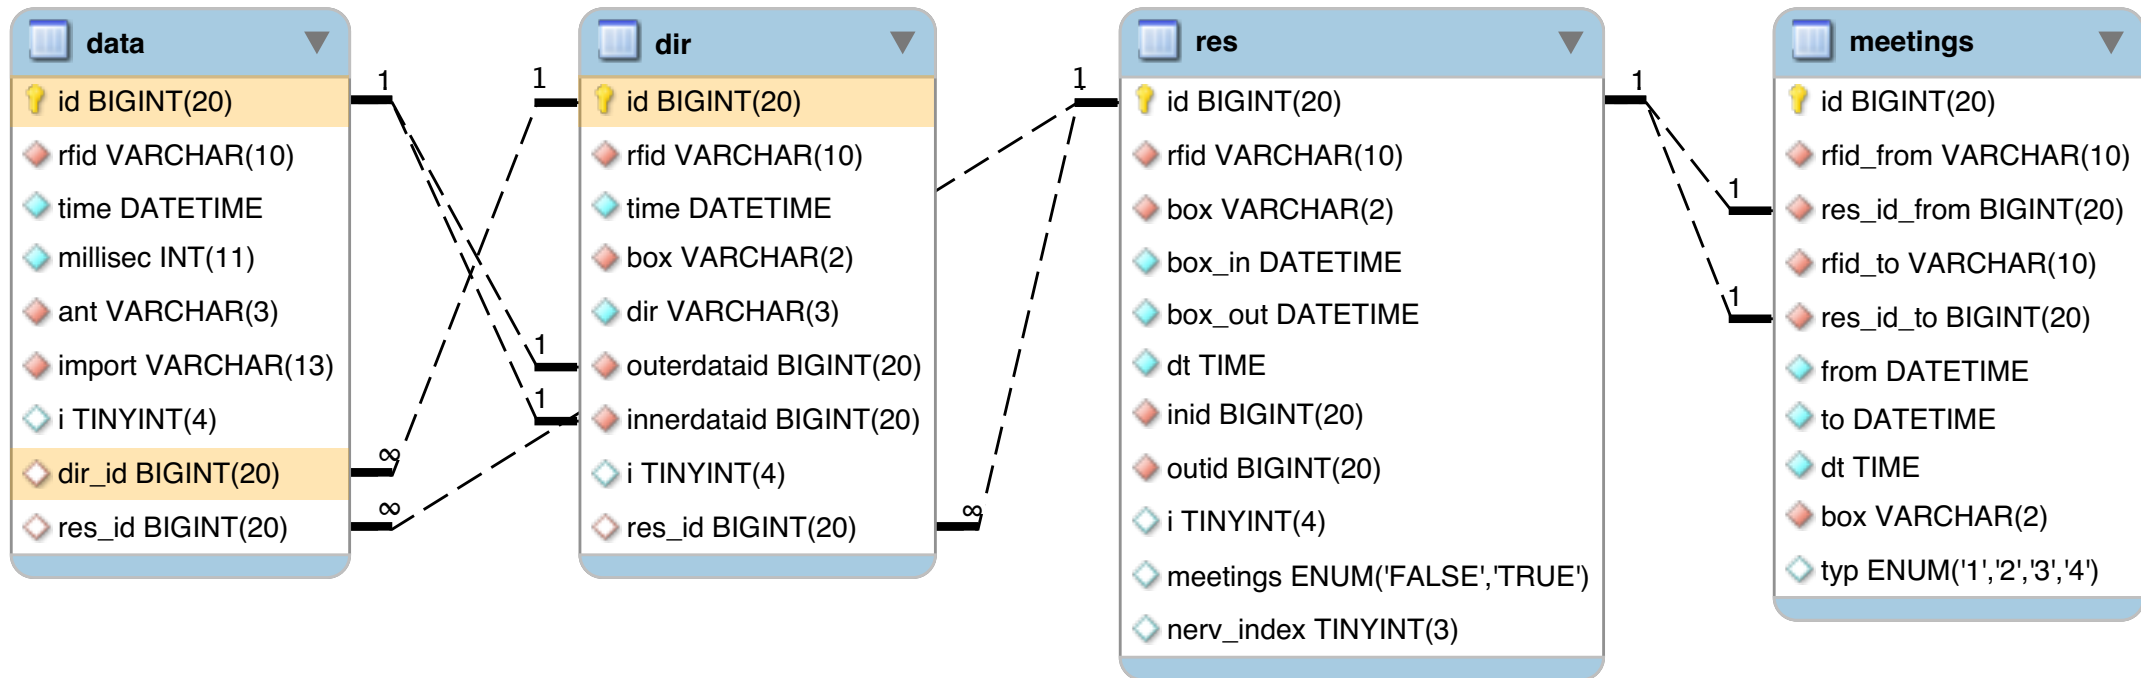 data
id BIGINT(20)
rfid VARCHAR(10)
time DATETIME
millisec INT(11)
ant VARCHAR(3)
import VARCHAR(13)
i TINYINT(4)
dir_id BIGINT(20)
res_id BIGINT(20)
1
∞
∞
1
1
1
dir
id BIGINT(20)
rfid VARCHAR(10)
time DATETIME
box VARCHAR(2)
dir VARCHAR(3)
outerdataid BIGINT(20)
innerdataid BIGINT(20)
i TINYINT(4)
res_id BIGINT(20)
∞
1
res
id BIGINT(20)
rfid VARCHAR(10)
box VARCHAR(2)
box_in DATETIME
box_out DATETIME
dt TIME
inid BIGINT(20)
outid BIGINT(20)
i TINYINT(4)
meetings ENUM('FALSE','TRUE')
nerv_index TINYINT(3)
1
1
1
meetings
id BIGINT(20)
rfid_from VARCHAR(10)
res_id_from BIGINT(20)
rfid_to VARCHAR(10)
res_id_to BIGINT(20)
from DATETIME
to DATETIME
dt TIME
box VARCHAR(2)
typ ENUM('1','2','3','4')